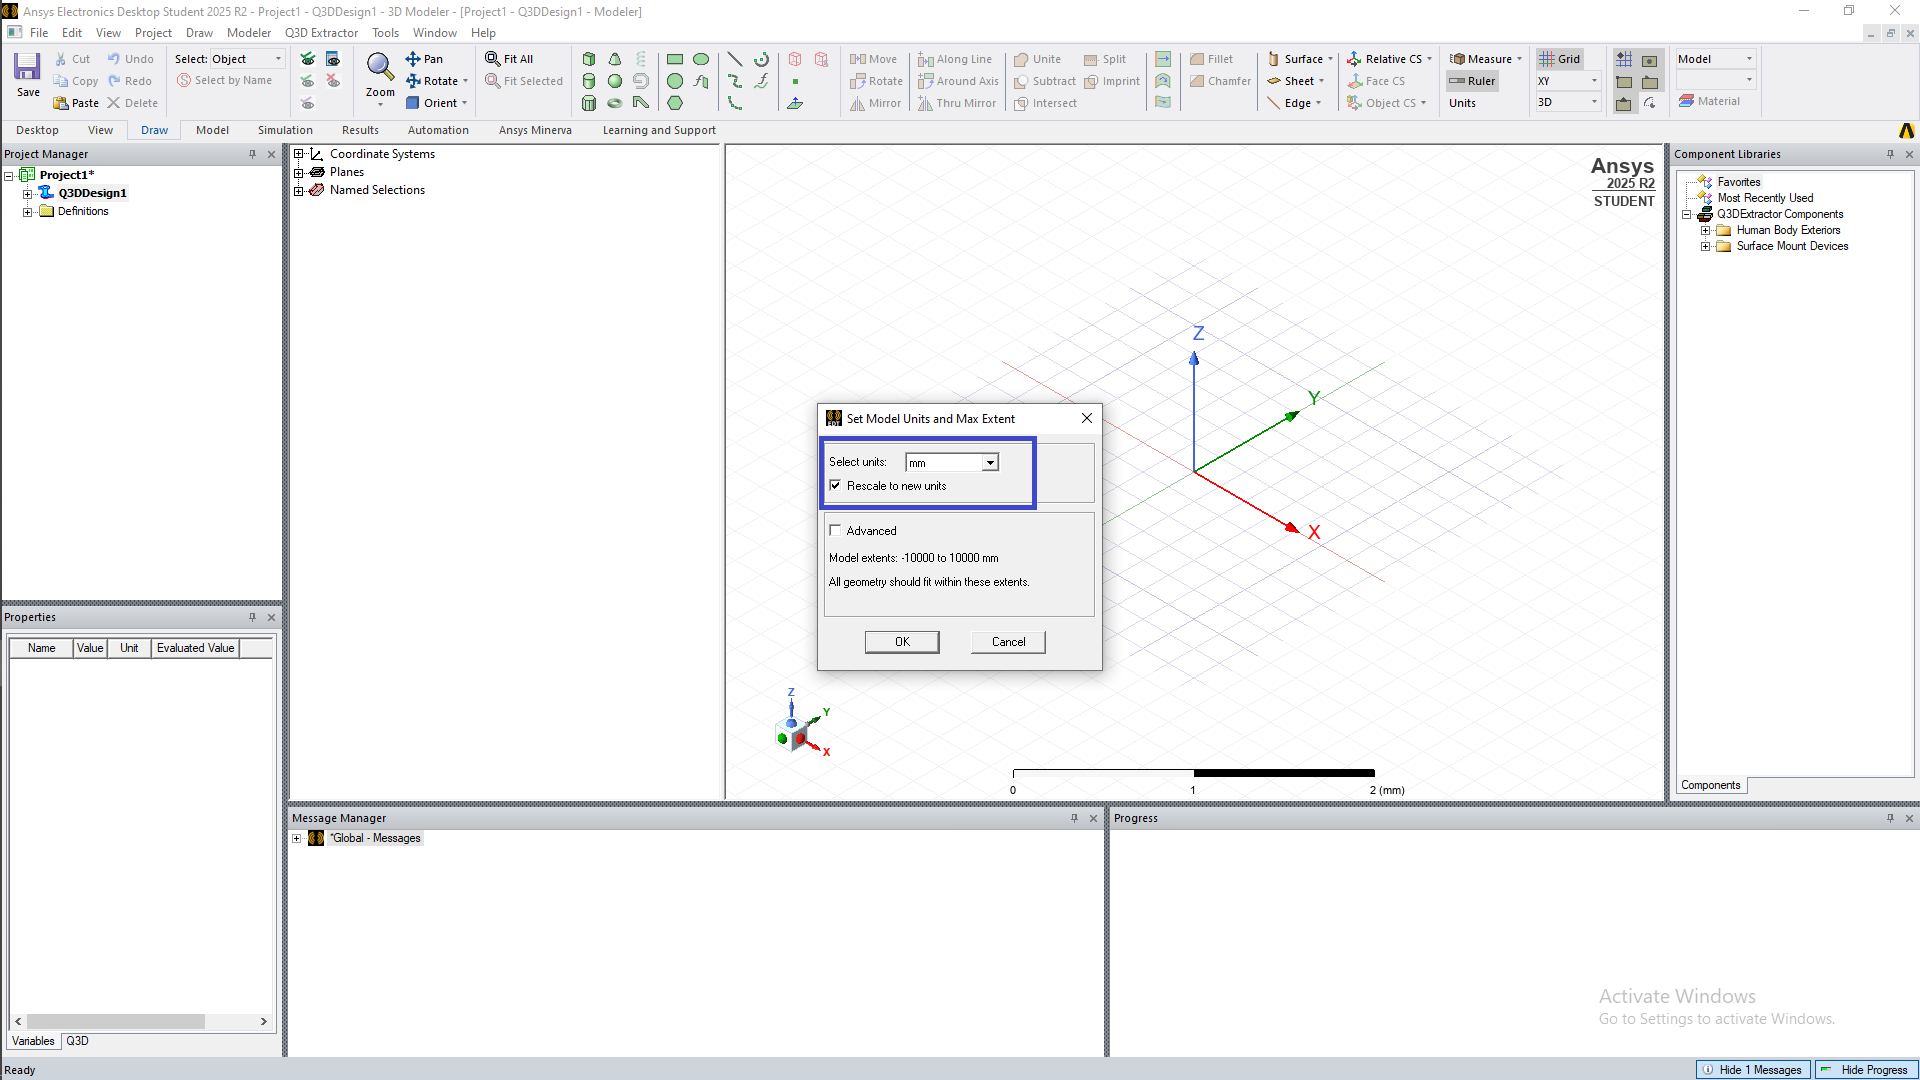 Ansys Electronics Desktop Student 2025 R2 - Project1 - Q3DDesign1 - 3D Modeler - [Project1 - Q3DDesign1 - Modeler]
File Edit View Project Draw Modeler Q3D Extractor Tools Window Help
Save
Cut
Copy
Paste
Undo
Redo
Delete
Select: Object
Select by Name
Zoom
Pan
Rotate
Orient
Fit All
Fit Selected
Move
Rotate
Mirror
Along Line
Around Axis
Thru Mirror
Unite
Subtract
Intersect
Split
Imprint
Fillet
Chamfer
Surface
Sheet
Edge
Relative CS
Face CS
Object CS
Measure
Ruler
Units
Grid
XY
3D
Model
Material
Desktop View Draw Model Simulation Results Automation Ansys Minerva Learning and Support
Project Manager
Project1*
Q3DDesign1
Definitions
Coordinate Systems
Planes
Named Selections
Ansys
2025 R2
STUDENT
Z
Y
X
Set Model Units and Max Extent
EDT
Select units: mm
Rescale to new units
Advanced
Model extents: -10000 to 10000 mm
All geometry should fit within these extents.
OK Cancel
Z
Y
X
0 1 2 (mm)
Component Libraries
Favorites
Most Recently Used
Q3DExtractor Components
Human Body Exteriors
Surface Mount Devices
Components
Properties
Name Value Unit Evaluated Value
Variables Q3D
Message Manager
*Global - Messages
Progress
Activate Windows
Go to Settings to activate Windows.
Ready
Hide 1 Messages Hide Progress